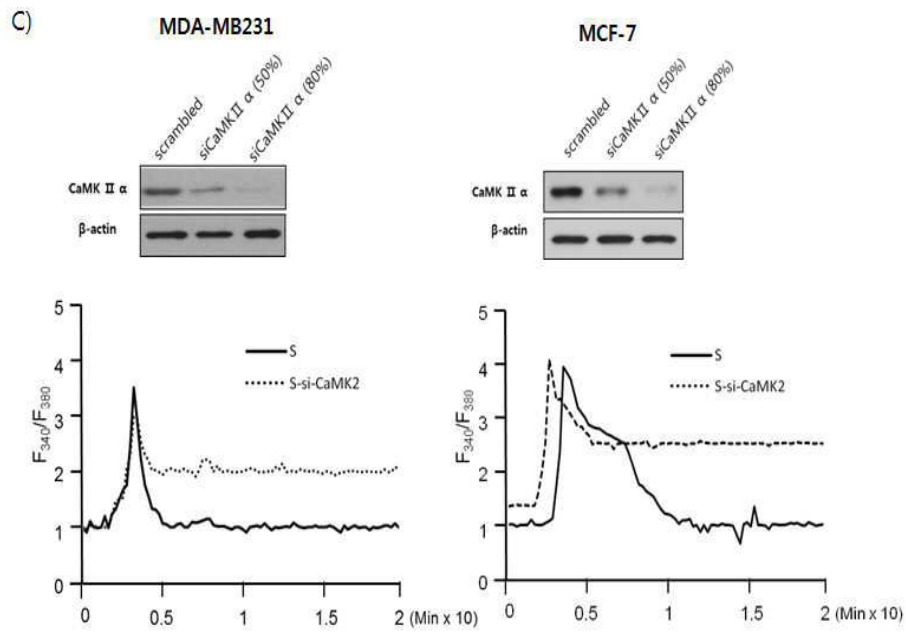 C)
MDA-MB231
scrambled
siCaMKII α (50%)
siCaMKII α (80%)
CaMK II α
β-actin
MCF-7
scrambled
siCaMKII α (50%)
siCaMKII α (80%)
CaMK II α
β-actin
F340/F380
5
4
3
2
1
0
S
S-si-CaMK2
0 0.5 1 1.5 2 (Min x 10)
F340/F380
5
4
3
2
1
0
S
S-si-CaMK2
0 0.5 1 1.5 2 (Min x 10)